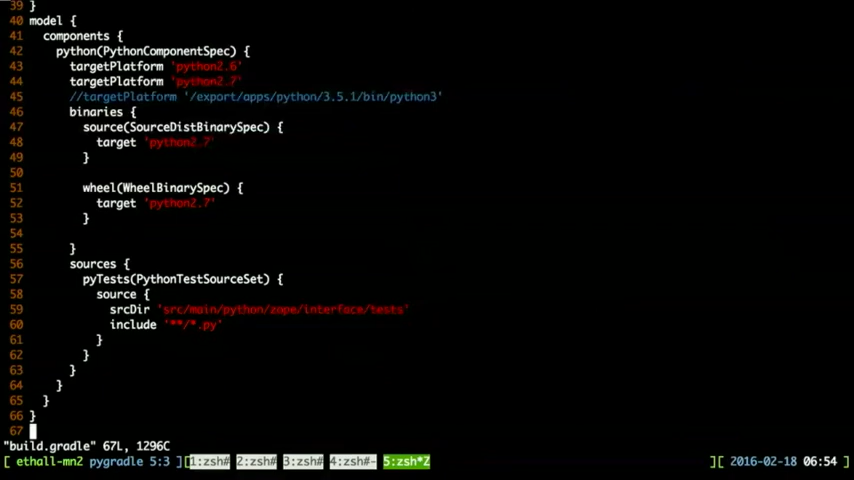 39 }
40 model {
41   components {
42     python(PythonComponentSpec) {
43       targetPlatform 'python2.6'
44       targetPlatform 'python2.7'
45       //targetPlatform '/export/apps/python/3.5.1/bin/python3'
46       binaries {
47         source(SourceDistBinarySpec) {
48           target 'python2.7'
49         }
50
51         wheel(WheelBinarySpec) {
52           target 'python2.7'
53         }
54
55       }
56       sources {
57         pyTests(PythonTestSourceSet) {
58           source {
59             srcDir 'src/main/python/zope/interface/tests'
60             include '**/*.py'
61           }
62         }
63       }
64     }
65   }
66 }
67
"build.gradle" 67L, 1296C
[ ethall-mn2 pygradle 5:3 ][1:zsh# 2:zsh# 3:zsh# 4:zsh#- 5:zsh*Z ][ 2016-02-18 06:54 ]